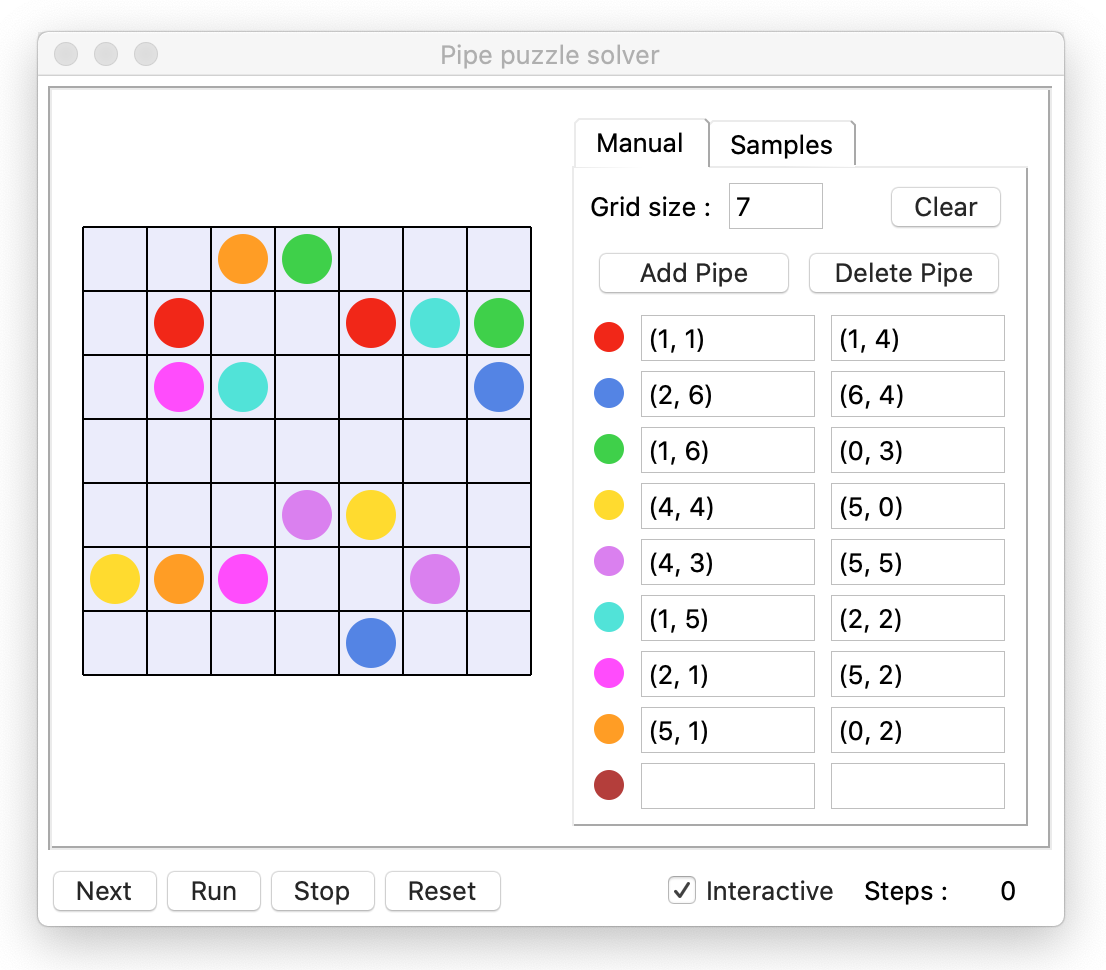 Pipe puzzle solver
Manual Samples
Grid size : 7 Clear
Add Pipe Delete Pipe
(1, 1) (1, 4)
(2, 6) (6, 4)
(1, 6) (0, 3)
(4, 4) (5, 0)
(4, 3) (5, 5)
(1, 5) (2, 2)
(2, 1) (5, 2)
(5, 1) (0, 2)
Next Run Stop Reset Interactive Steps : 0